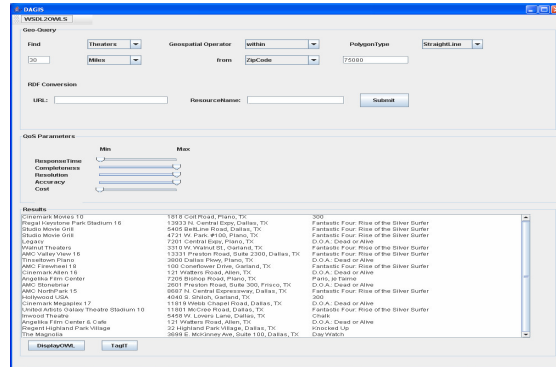 DAGIS
WSDL2OWLS
Geo-Query
Find Theaters Geospatial Operator within PolygonType StraightLine
30 Miles from ZipCode 75080
RDF Conversion
URL: ResourceName: Submit
QoS Parameters
Min Max
ResponseTime
Completeness
Resolution
Accuracy
Cost
Results
Cinemark Movies 10 1818 Coit Road, Plano, TX 300
Regal Keystone Park Stadium 16 13933 N. Central Expy, Dallas, TX Fantastic Four: Rise of the Silver Surfer
Studio Movie Grill 5405 BeltLine Road, Dallas, TX Fantastic Four: Rise of the Silver Surfer
Studio Movie Grill 4721 W. Park #100, Plano, TX Fantastic Four: Rise of the Silver Surfer
Legacy 7201 Central Expy, Plano, TX D.O.A.: Dead or Alive
Walnut Theaters 3310 W. Walnut St., Garland, TX Fantastic Four: Rise of the Silver Surfer
AMC Valley View 16 13331 Preston Road, Suite 2300, Dallas, TX Fantastic Four: Rise of the Silver Surfer
Tinseltown Plano 3800 Dallas Pkwy, Plano, TX D.O.A.: Dead or Alive
AMC Firewheel 18 100 Coneflower Drive, Garland, TX Fantastic Four: Rise of the Silver Surfer
Cinemark Allen 16 121 Watters Road, Allen, TX D.O.A.: Dead or Alive
Angelika Film Center 7205 Bishop Road, Plano, TX Paris, je t'aime
AMC Stonebriar 2601 Preston Road, Suite 300, Frisco, TX D.O.A.: Dead or Alive
AMC NorthPark 15 8687 N. Central Expressway, Dallas, TX Fantastic Four: Rise of the Silver Surfer
Hollywood USA 4040 S. Shiloh, Garland, TX 300
Cinemark Megaplex 17 11819 Webb Chapel Road, Dallas, TX D.O.A.: Dead or Alive
United Artists Galaxy Theatre Stadium 10 11801 McCree Road, Dallas, TX Fantastic Four: Rise of the Silver Surfer
Inwood Theatre 5458 W. Lovers Lane, Dallas, TX Chalk
Angelika Film Center & Cafe 121 Watters Road, Allen, TX D.O.A.: Dead or Alive
Regent Highland Park Village 32 Highland Park Village, Dallas, TX Knocked Up
The Magnolia 3699 E. McKinney Ave, Suite 100, Dallas, TX Day Watch
DisplayOWL TagIT